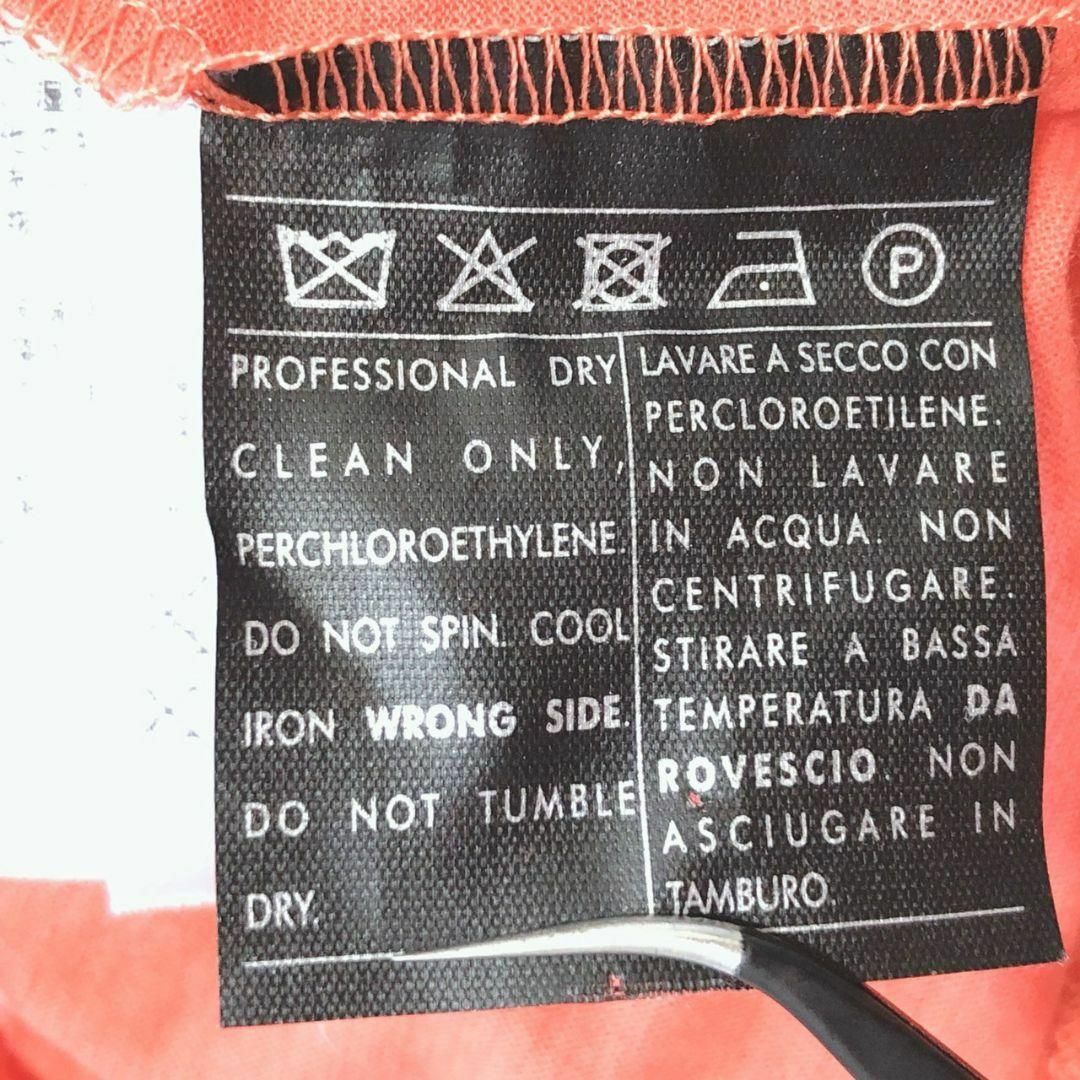 P
PROFESSIONAL DRY
CLEAN ONLY,
PERCHLOROETHYLENE.
DO NOT SPIN. COOL
IRON WRONG SIDE.
DO NOT TUMBLE
DRY.
LAVARE A SECCO CON
PERCLOROETILENE.
NON LAVARE
IN ACQUA. NON
CENTRIFUGARE.
STIRARE A BASSA
TEMPERATURA DA
ROVESCIO. NON
ASCIUGARE IN
TAMBURO.